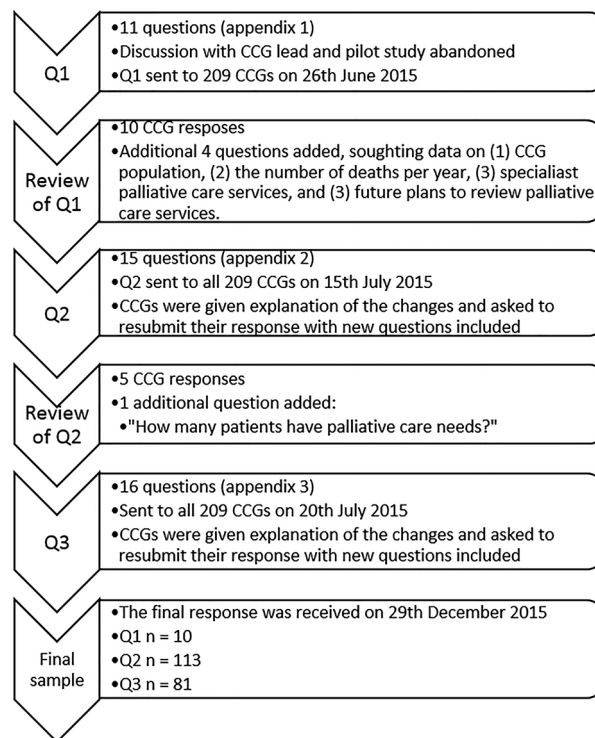 Q1
•11 questions (appendix 1)
•Discussion with CCG lead and pilot study abandoned
•Q1 sent to 209 CCGs on 26th June 2015
Review
of Q1
•10 CCG resposes
•Additional 4 questions added, soughting data on (1) CCG
population, (2) the number of deaths per year, (3) specialiast
palliative care services, and (3) future plans to review palliative
care services.
Q2
•15 questions (appendix 2)
•Q2 sent to all 209 CCGs on 15th July 2015
•CCGs were given explanation of the changes and asked to
resubmit their response with new questions included
Review
of Q2
•5 CCG responses
•1 additional question added:
•"How many patients have palliative care needs?"
Q3
•16 questions (appendix 3)
•Sent to all 209 CCGs on 20th July 2015
•CCGs were given explanation of the changes and asked to
resubmit their response with new questions included
Final
sample
•The final response was received on 29th December 2015
•Q1 n = 10
•Q2 n = 113
•Q3 n = 81